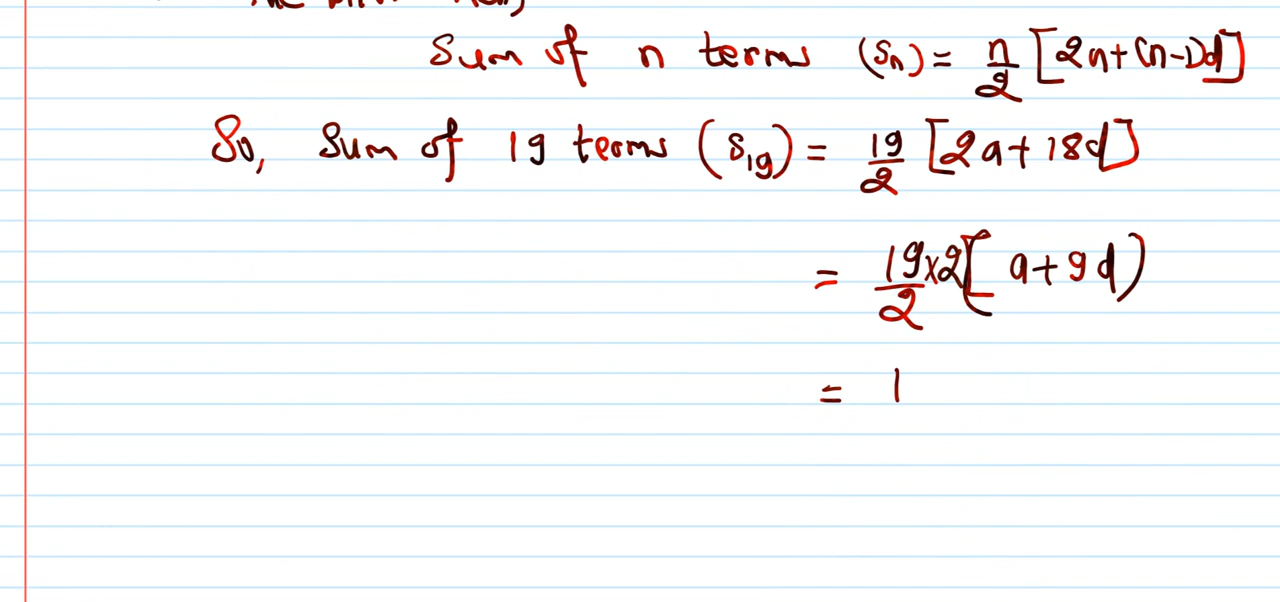 Sum of n terms (Sn) = n/2 [2a+(n-1)d]
So, Sum of 19 terms (S19) = 19/2 [2a+18d]
= 19/2 ×2[ a+9d)
= 1